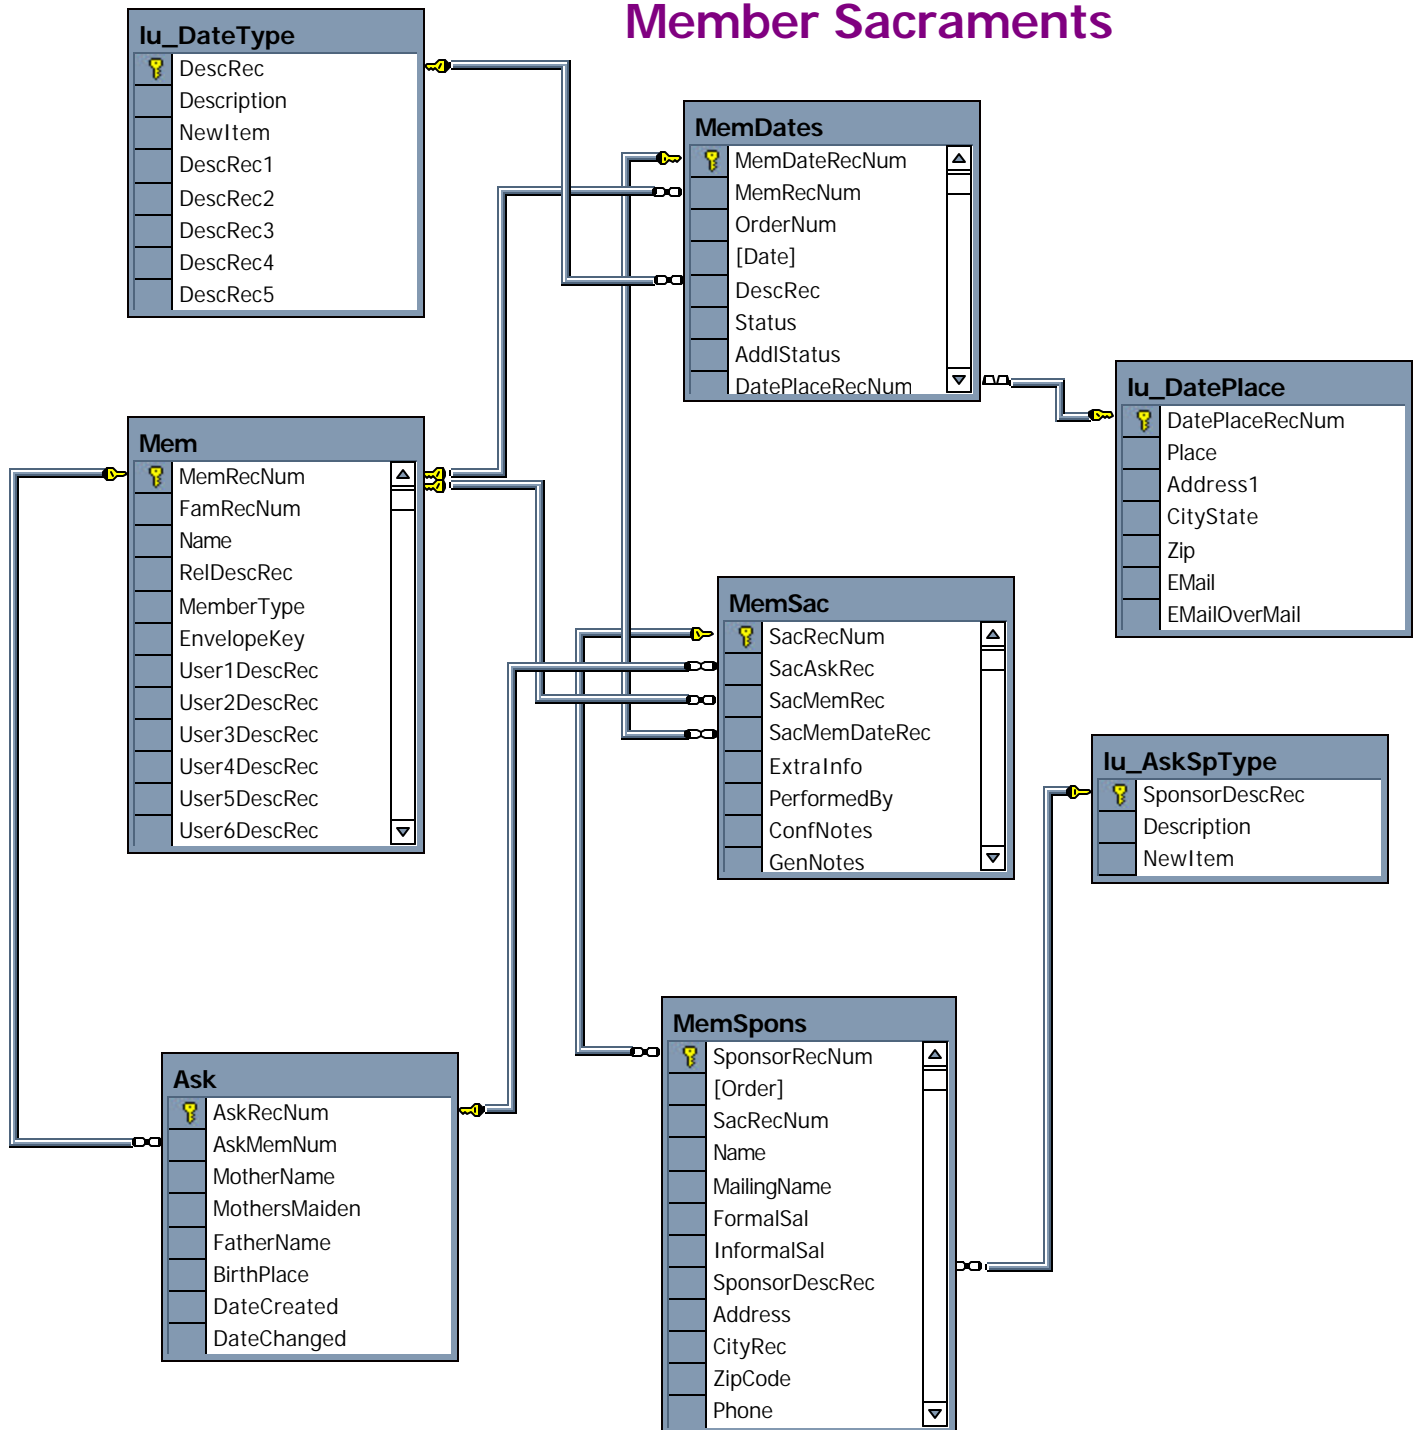 Member Sacraments
lu_DateType
DescRec
Description
NewItem
DescRec1
DescRec2
DescRec3
DescRec4
DescRec5
MemDates
MemDateRecNum
MemRecNum
OrderNum
[Date]
DescRec
Status
AddlStatus
DatePlaceRecNum
lu_DatePlace
DatePlaceRecNum
Place
Address1
CityState
Zip
EMail
EMailOverMail
Mem
MemRecNum
FamRecNum
Name
RelDescRec
MemberType
EnvelopeKey
User1DescRec
User2DescRec
User3DescRec
User4DescRec
User5DescRec
User6DescRec
MemSac
SacRecNum
SacAskRec
SacMemRec
SacMemDateRec
ExtraInfo
PerformedBy
ConfNotes
GenNotes
lu_AskSpType
SponsorDescRec
Description
NewItem
Ask
AskRecNum
AskMemNum
MotherName
MothersMaiden
FatherName
BirthPlace
DateCreated
DateChanged
MemSpons
SponsorRecNum
[Order]
SacRecNum
Name
MailingName
FormalSal
InformalSal
SponsorDescRec
Address
CityRec
ZipCode
Phone